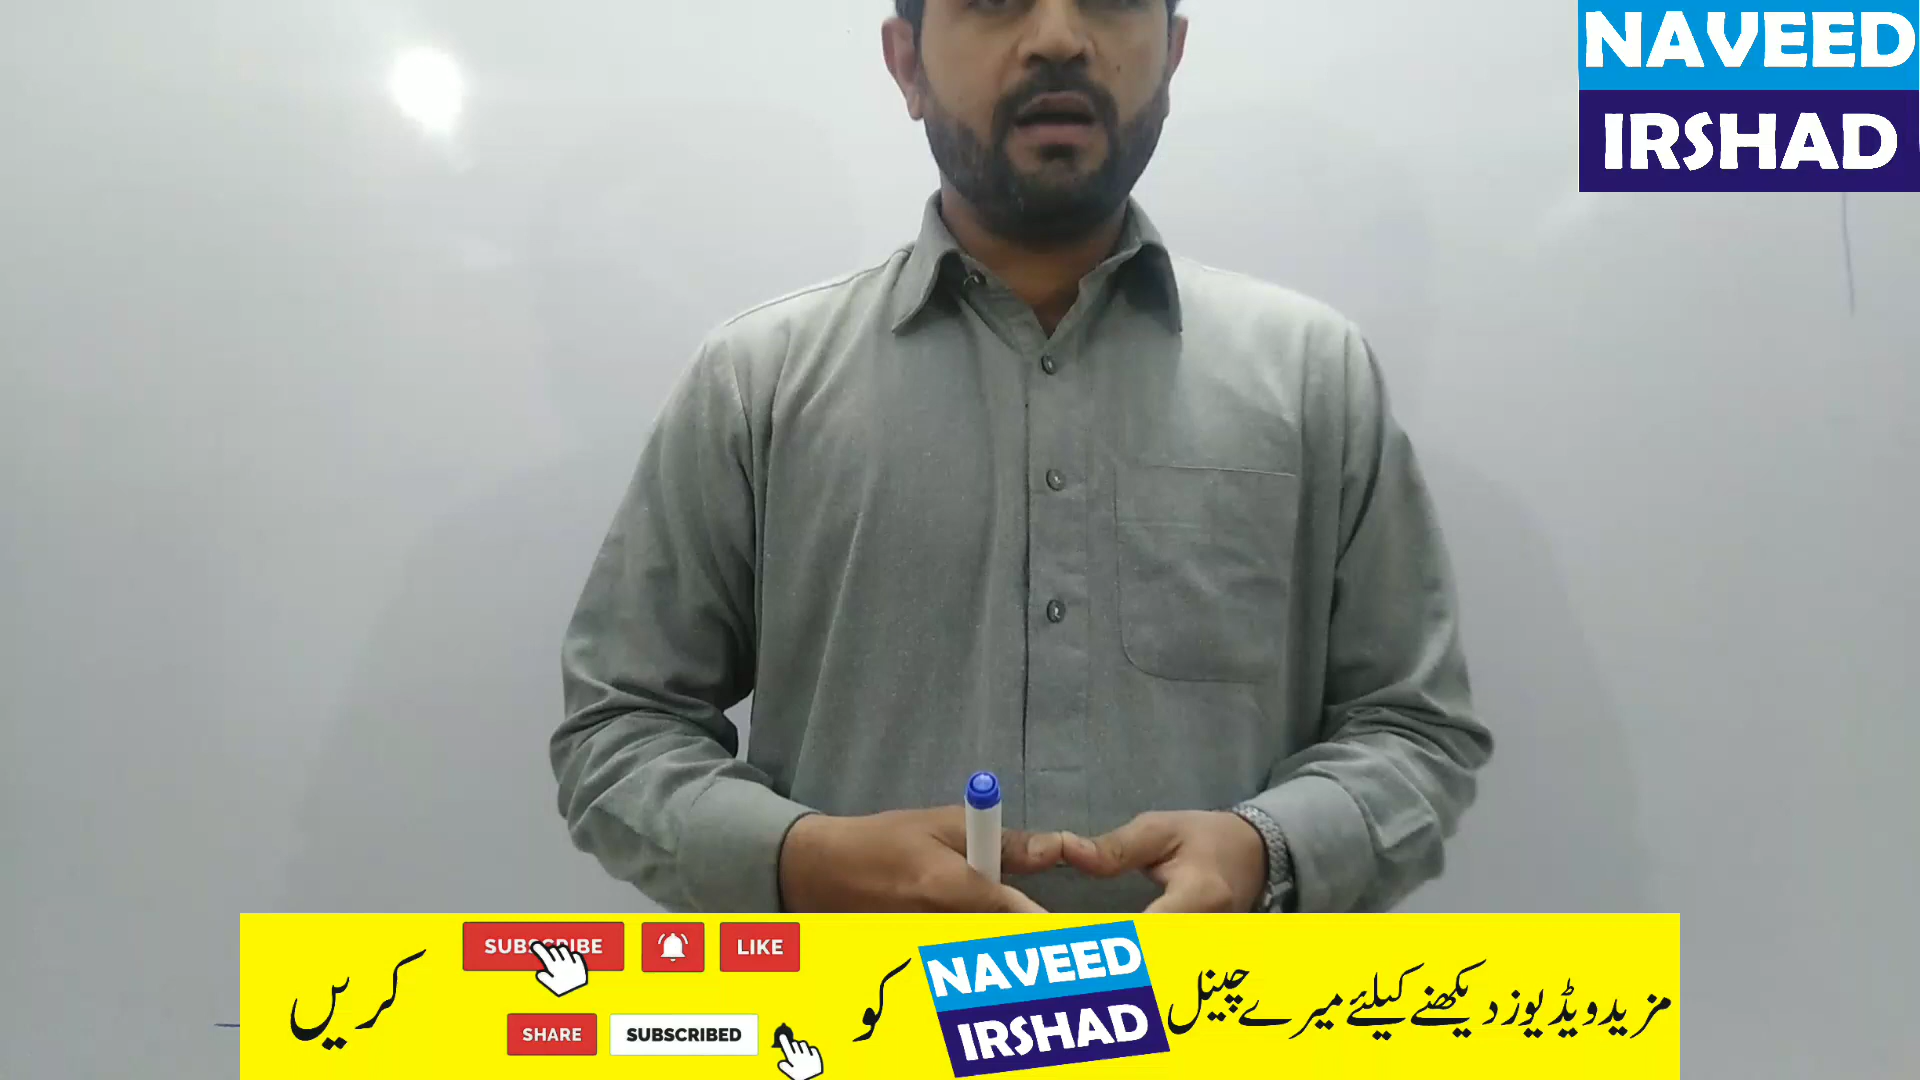 NAVEED
IRSHAD
مزید ویڈیوز دیکھنے کیلئے میرے چینل NAVEED IRSHAD کو
SUBSCRIBE LIKE
SHARE SUBSCRIBED
کریں